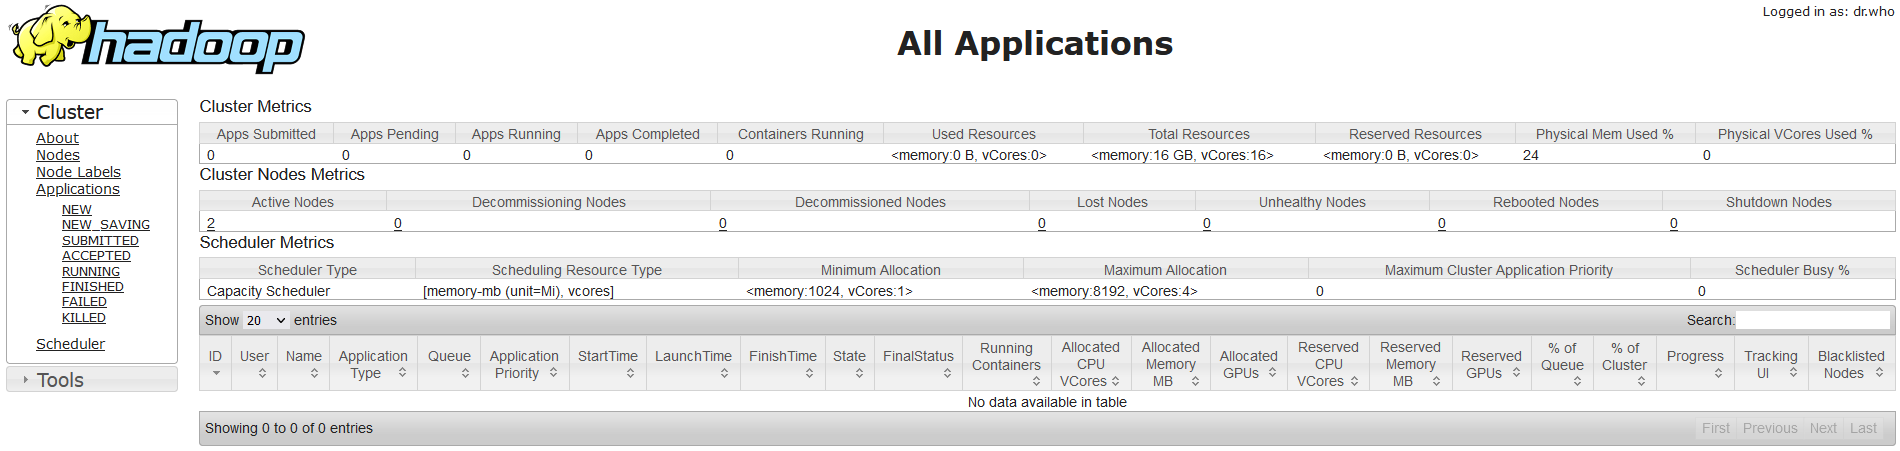 Logged in as: dr.who
hadoop
All Applications
Cluster
About
Nodes
Node Labels
Applications
NEW
NEW_SAVING
SUBMITTED
ACCEPTED
RUNNING
FINISHED
FAILED
KILLED
Scheduler
Tools
Cluster Metrics
Apps Submitted Apps Pending Apps Running Apps Completed Containers Running Used Resources Total Resources Reserved Resources Physical Mem Used % Physical VCores Used %
0 0 0 0 0 <memory:0 B, vCores:0> <memory:16 GB, vCores:16> <memory:0 B, vCores:0> 24 0
Cluster Nodes Metrics
Active Nodes Decommissioning Nodes Decommissioned Nodes Lost Nodes Unhealthy Nodes Rebooted Nodes Shutdown Nodes
2 0 0 0 0 0 0
Scheduler Metrics
Scheduler Type Scheduling Resource Type Minimum Allocation Maximum Allocation Maximum Cluster Application Priority Scheduler Busy %
Capacity Scheduler [memory-mb (unit=Mi), vcores] <memory:1024, vCores:1> <memory:8192, vCores:4> 0 0
Show 20 entries Search:
ID User Name Application Type Queue Application Priority StartTime LaunchTime FinishTime State FinalStatus Running Containers Allocated CPU VCores Allocated Memory MB Allocated GPUs Reserved CPU VCores Reserved Memory MB Reserved GPUs % of Queue % of Cluster Progress Tracking UI Blacklisted Nodes
No data available in table
Showing 0 to 0 of 0 entries First Previous Next Last